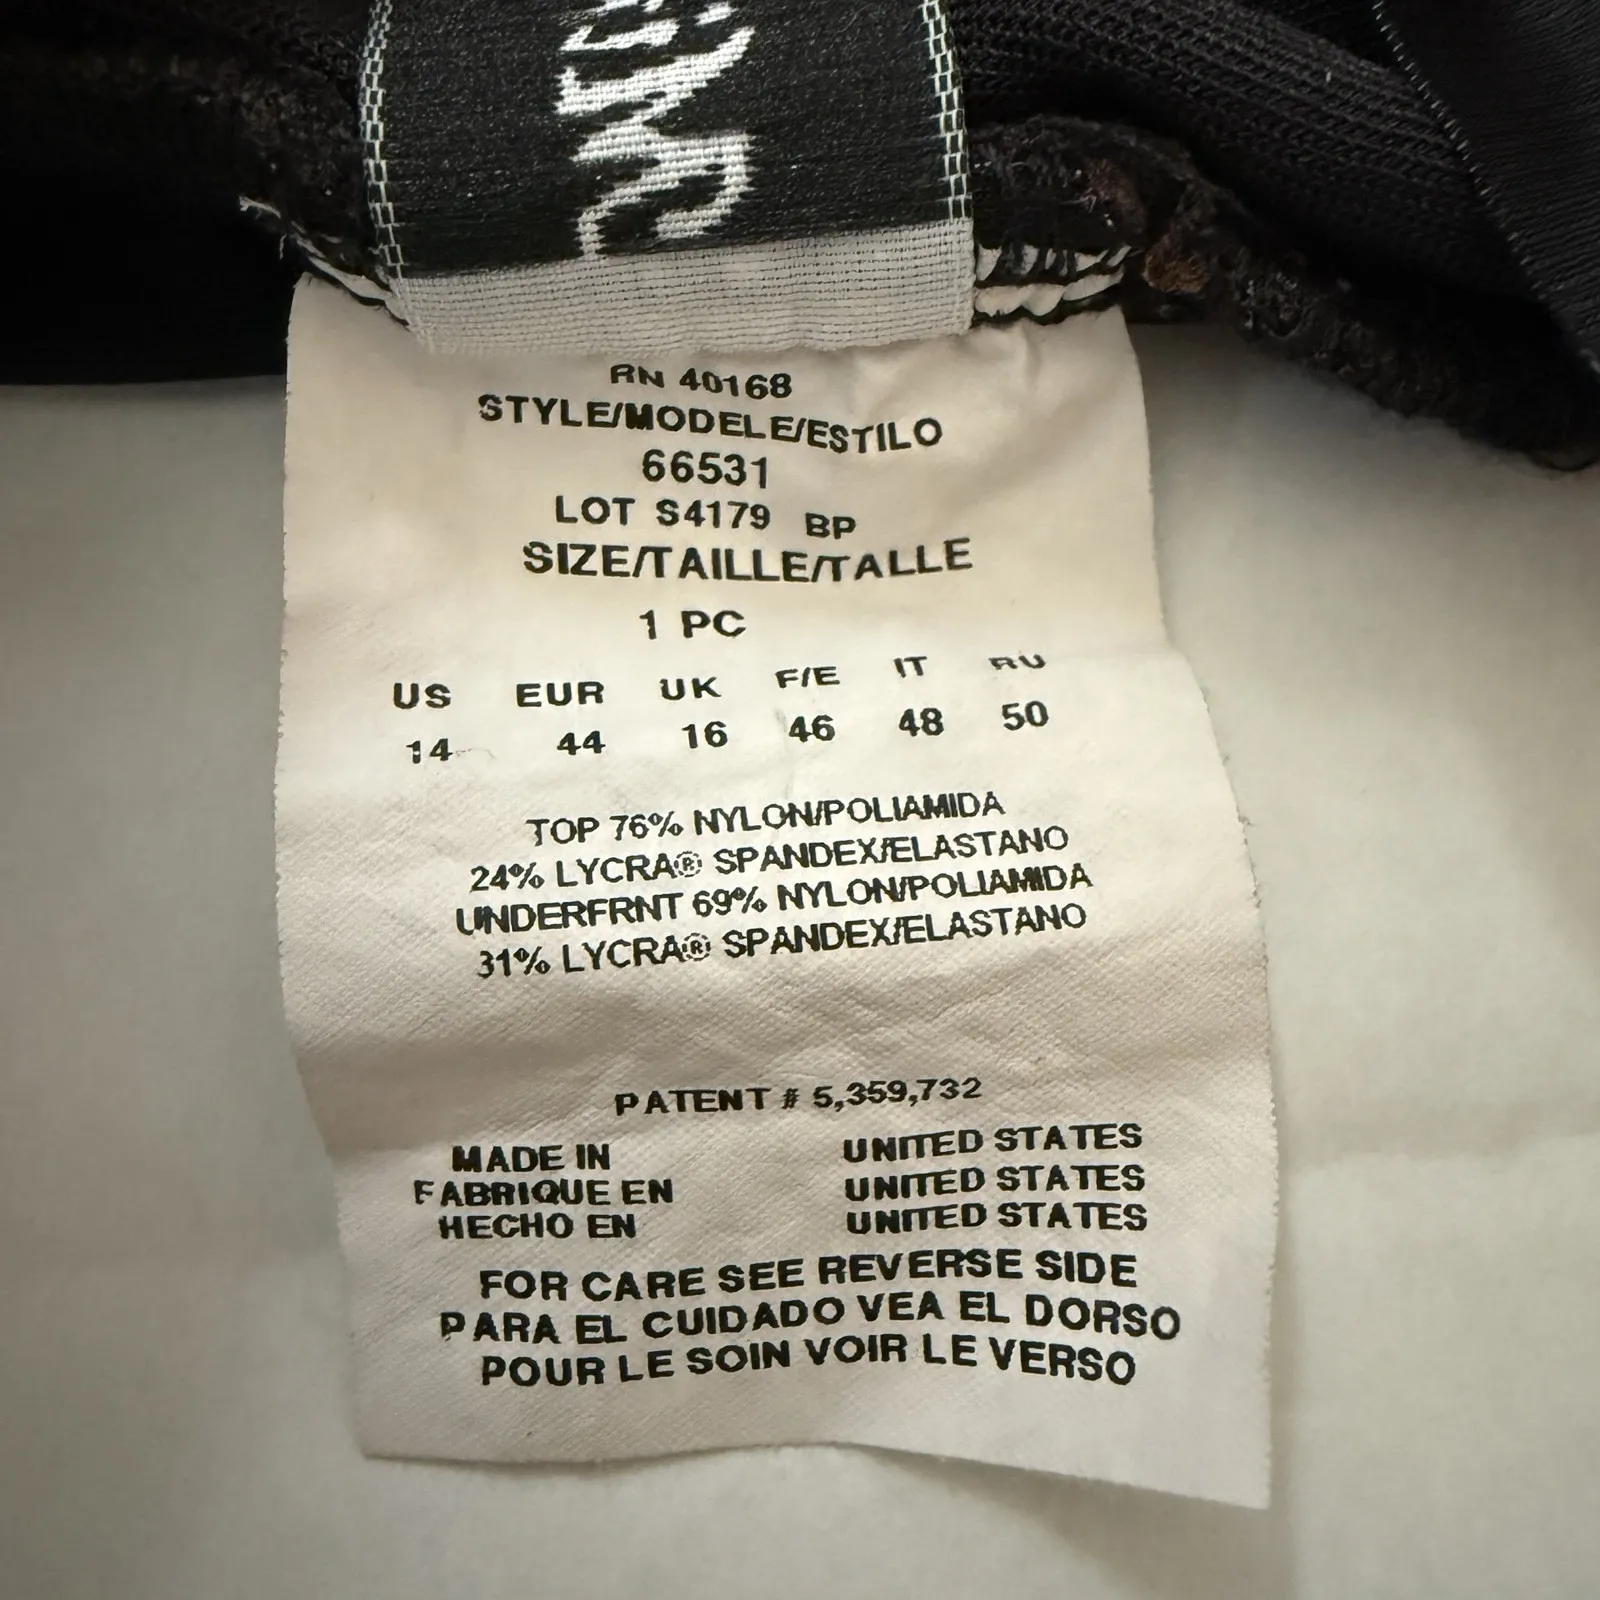 RN 40168
STYLE/MODELE/ESTILO
66531
LOT S4179 BP
SIZE/TAILLE/TALLE
1 PC
US EUR UK F/E IT RU
14 44 16 46 48 50
TOP 76% NYLON/POLIAMIDA
24% LYCRA® SPANDEX/ELASTANO
UNDERFRNT 69% NYLON/POLIAMIDA
31% LYCRA® SPANDEX/ELASTANO
PATENT # 5,359,732
MADE IN UNITED STATES
FABRIQUE EN UNITED STATES
HECHO EN UNITED STATES
FOR CARE SEE REVERSE SIDE
PARA EL CUIDADO VEA EL DORSO
POUR LE SOIN VOIR LE VERSO